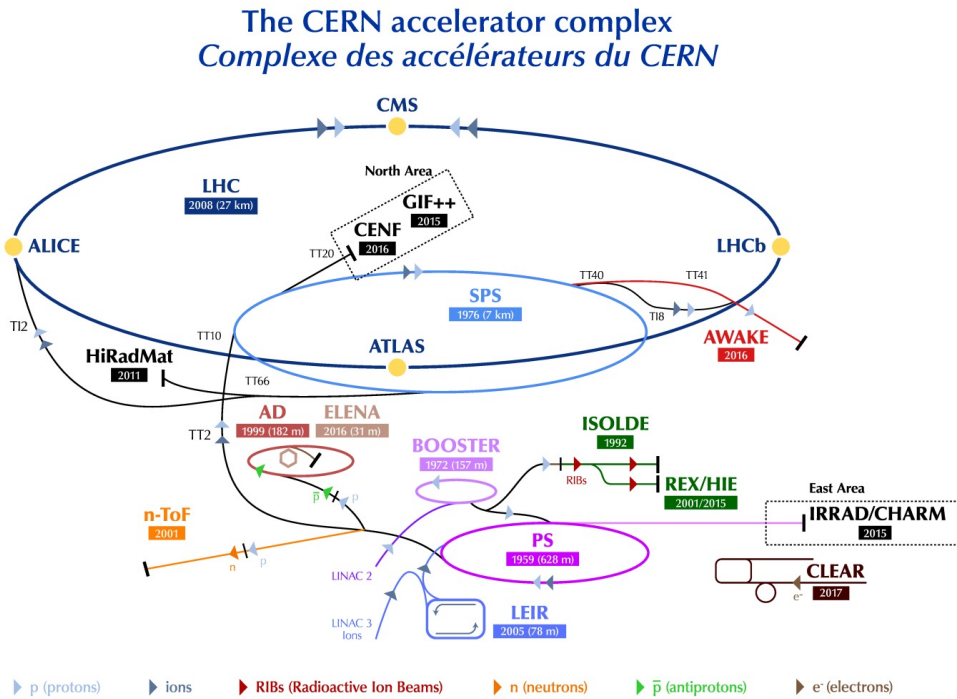 The CERN accelerator complex
Complexe des accélérateurs du CERN
CMS
North Area
LHC
2008 (27 km)
GIF++
2015
CENF
2016
ALICE
TT20
LHCb
TT40
TT41
SPS
1976 (7 km)
TI2
TT10
TI8
AWAKE
2016
ATLAS
HiRadMat
2011
TT66
AD
1999 (182 m)
ELENA
2016 (31 m)
TT2
BOOSTER
1972 (157 m)
ISOLDE
1992
RIBs
REX/HIE
2001/2015
East Area
p̅
p
n-ToF
2001
IRRAD/CHARM
2015
PS
1959 (628 m)
n
p
LINAC 2
CLEAR
2017
e⁻
LINAC 3
Ions
LEIR
2005 (78 m)
p (protons)
ions
RIBs (Radioactive Ion Beams)
n (neutrons)
p̅ (antiprotons)
e⁻ (electrons)